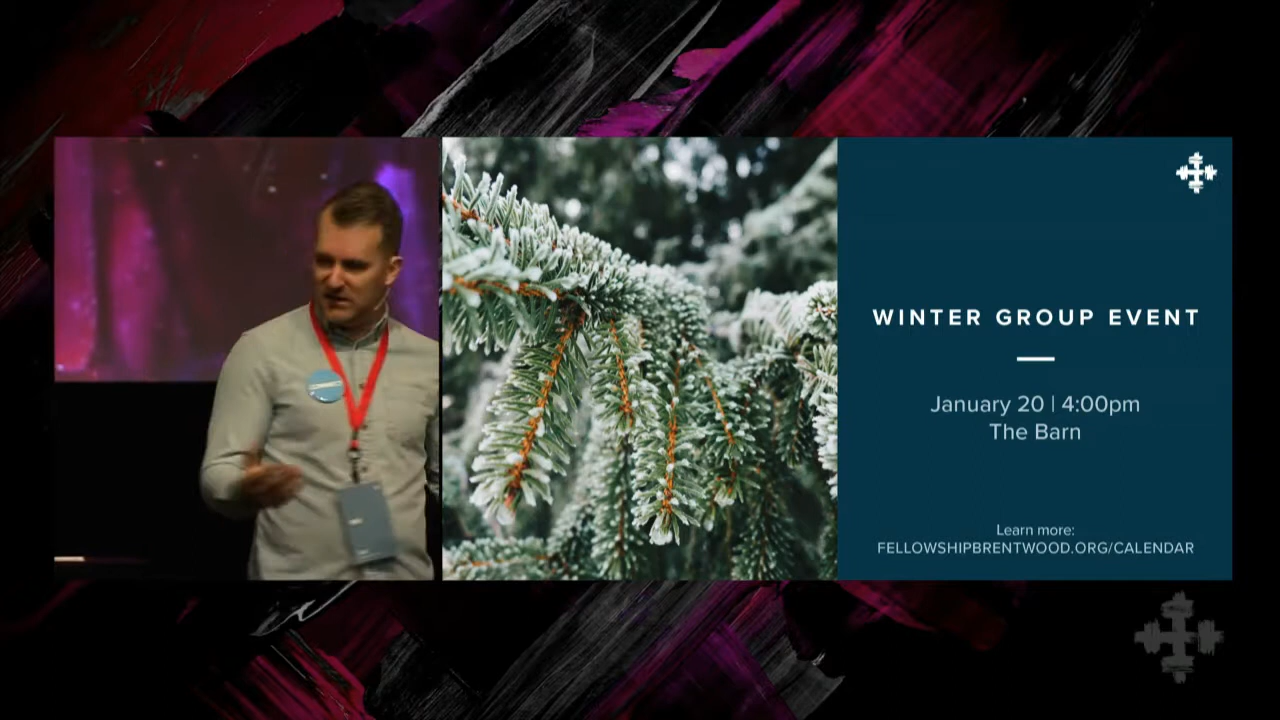 WINTER GROUP EVENT
January 20 | 4:00pm
The Barn
Learn more:
FELLOWSHIPBRENTWOOD.ORG/CALENDAR